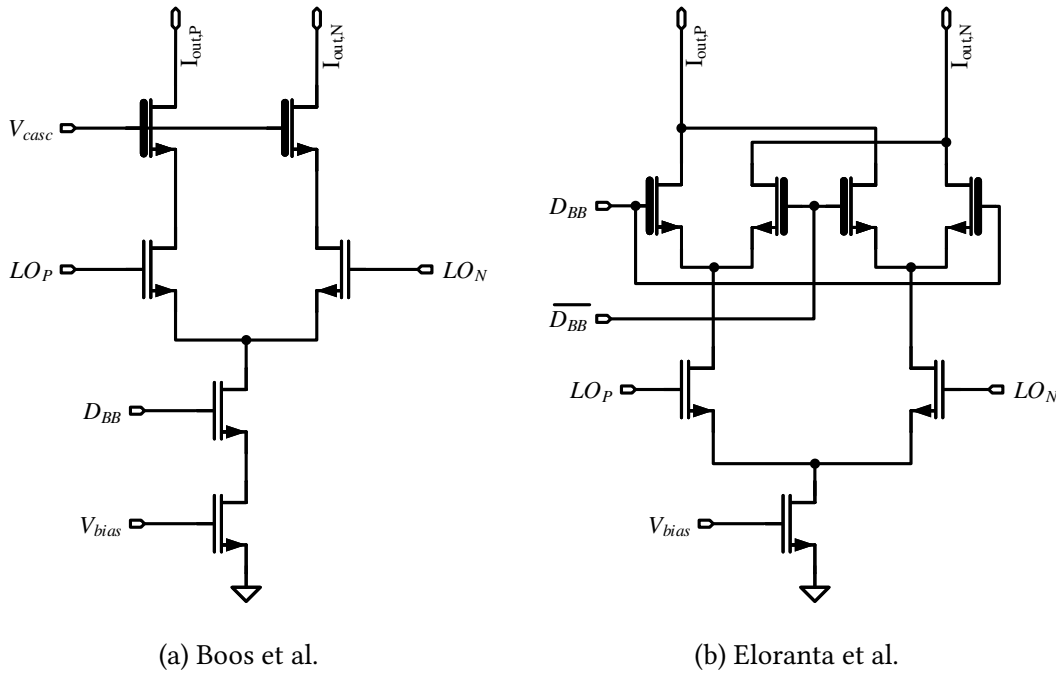 I_out,P
I_out,N
V_casc
LO_P
LO_N
D_BB
V_bias
(a) Boos et al.
I_out,P
I_out,N
D_BB
D̅_B̅B̅
LO_P
LO_N
V_bias
(b) Eloranta et al.